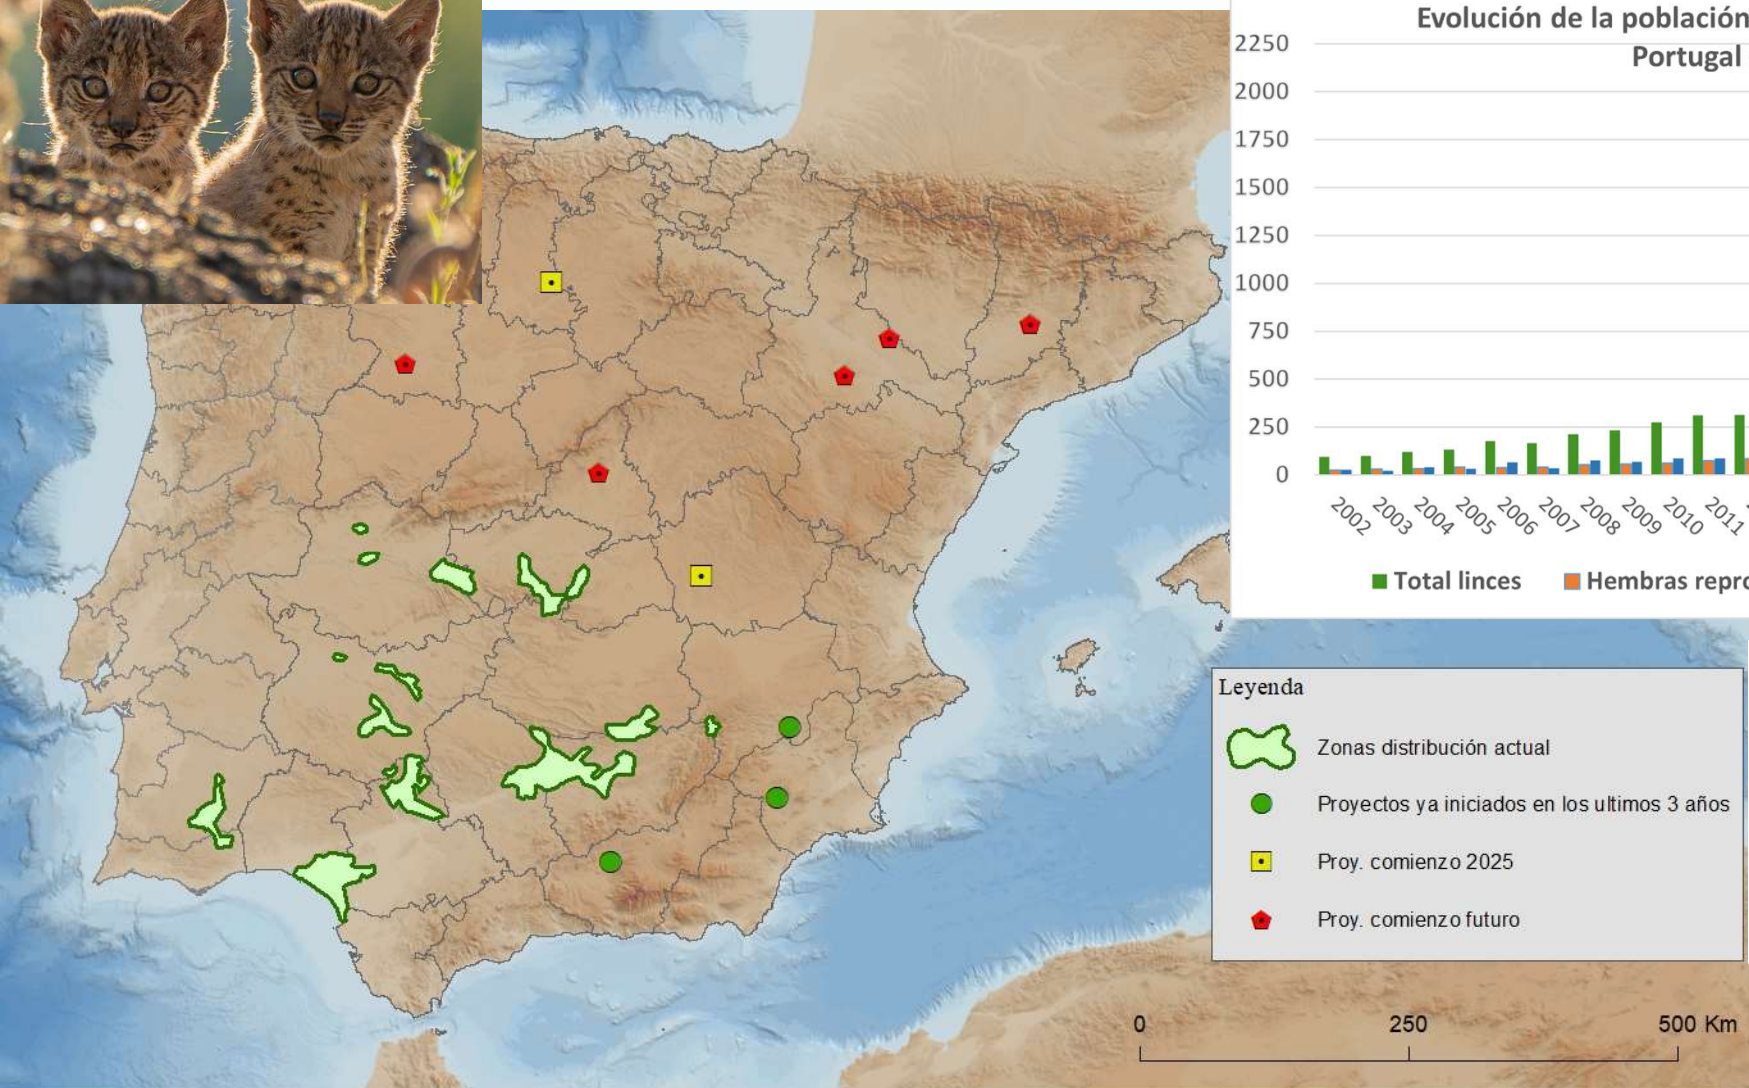 Evolución de la población
Portugal
2250
2000
1750
1500
1250
1000
750
500
250
0
2002
2003
2004
2005
2006
2007
2008
2009
2010
2011
Total linces
Hembras repro
Leyenda
Zonas distribución actual
Proyectos ya iniciados en los ultimos 3 años
Proy. comienzo 2025
Proy. comienzo futuro
0
250
500 Km